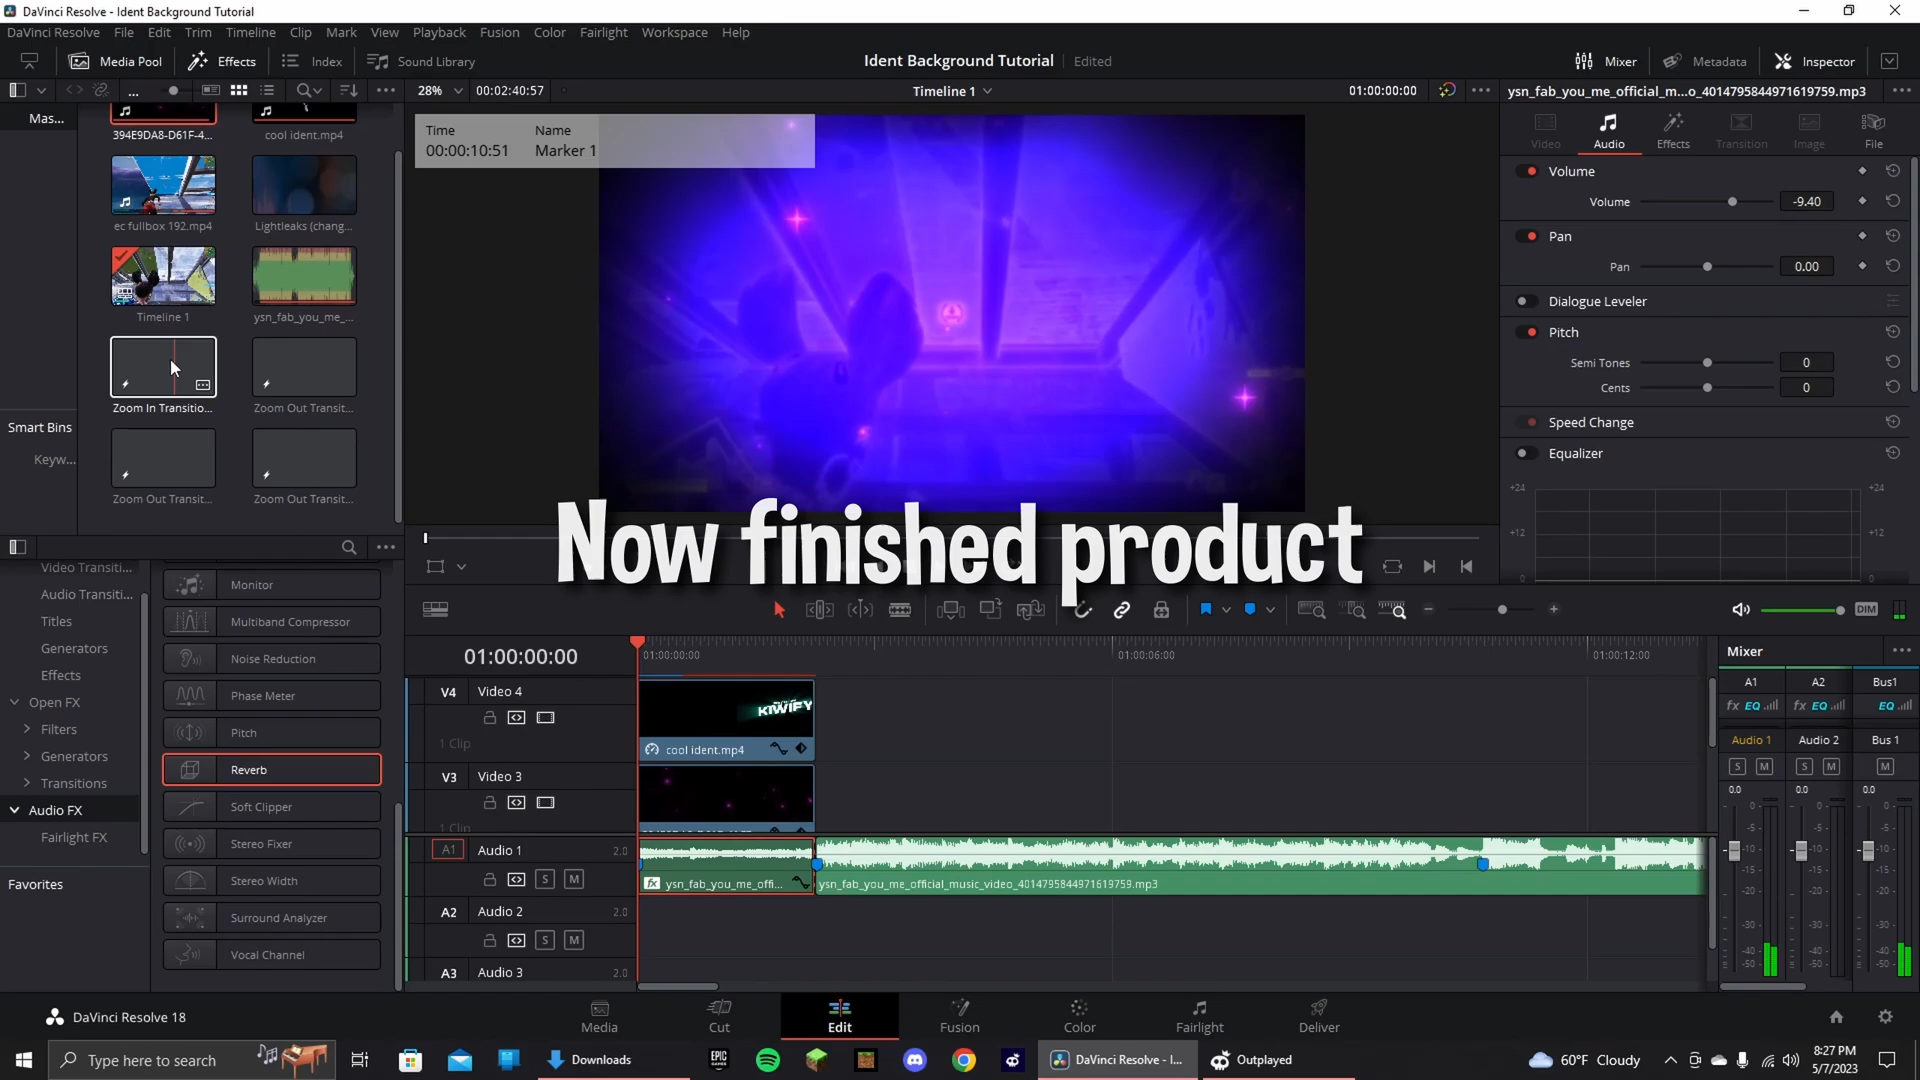 DaVinci Resolve - Ident Background Tutorial
DaVinci Resolve File Edit Trim Timeline Clip Mark View Playback Fusion Color Fairlight Workspace Help
Media Pool Effects Index Sound Library
Ident Background Tutorial Edited
Mixer Metadata Inspector
28% 00:02:40:57 Timeline 1 01:00:00:00
ysn_fab_you_me_official_m...o_4014795844971619759.mp3
Mas...
394E9DA8-D61F-4... cool ident.mp4
ec fullbox 192.mp4 Lightleaks (chang...
Timeline 1 ysn_fab_you_me_...
Zoom In Transitio... Zoom Out Transit...
Zoom Out Transit... Zoom Out Transit...
Smart Bins
Keyw...
Time Name
00:00:10:51 Marker 1
Now finished product
Video Audio Effects Transition Image File
Volume
Volume -9.40
Pan
Pan 0.00
Dialogue Leveler
Pitch
Semi Tones 0
Cents 0
Speed Change
Equalizer
+24 +24
+12 +12
0 0
Video Transiti...
Audio Transiti...
Titles
Generators
Effects
Open FX
Filters
Generators
Transitions
Audio FX
Fairlight FX
Favorites
Monitor
Multiband Compressor
Noise Reduction
Phase Meter
Pitch
Reverb
Soft Clipper
Stereo Fixer
Stereo Width
Surround Analyzer
Vocal Channel
DIM
01:00:00:00
01:00:00:00 01:00:06:00 01:00:12:00
V4 Video 4
1 Clip
KIWIFY
cool ident.mp4
V3 Video 3
1 Clip
A1 Audio 1 2.0
S M
fx ysn_fab_you_me_offi... ysn_fab_you_me_official_music_video_4014795844971619759.mp3
A2 Audio 2 2.0
S M
A3 Audio 3 2.0
Mixer
A1 A2 Bus1
fx EQ fx EQ EQ
Audio 1 Audio 2 Bus 1
S M S M M
0.0 0.0 0.0
0- 0- 0-
-5- -5- -5-
-10- -10- -10-
-15- -15- -15-
-20- -20- -20-
-30- -30- -30-
-40- -40- -40-
-50- -50- -50-
DaVinci Resolve 18
Media Cut Edit Fusion Color Fairlight Deliver
Type here to search
Downloads
EPIC GAMES
DaVinci Resolve - I...
Outplayed
60°F Cloudy
8:27 PM
5/7/2023